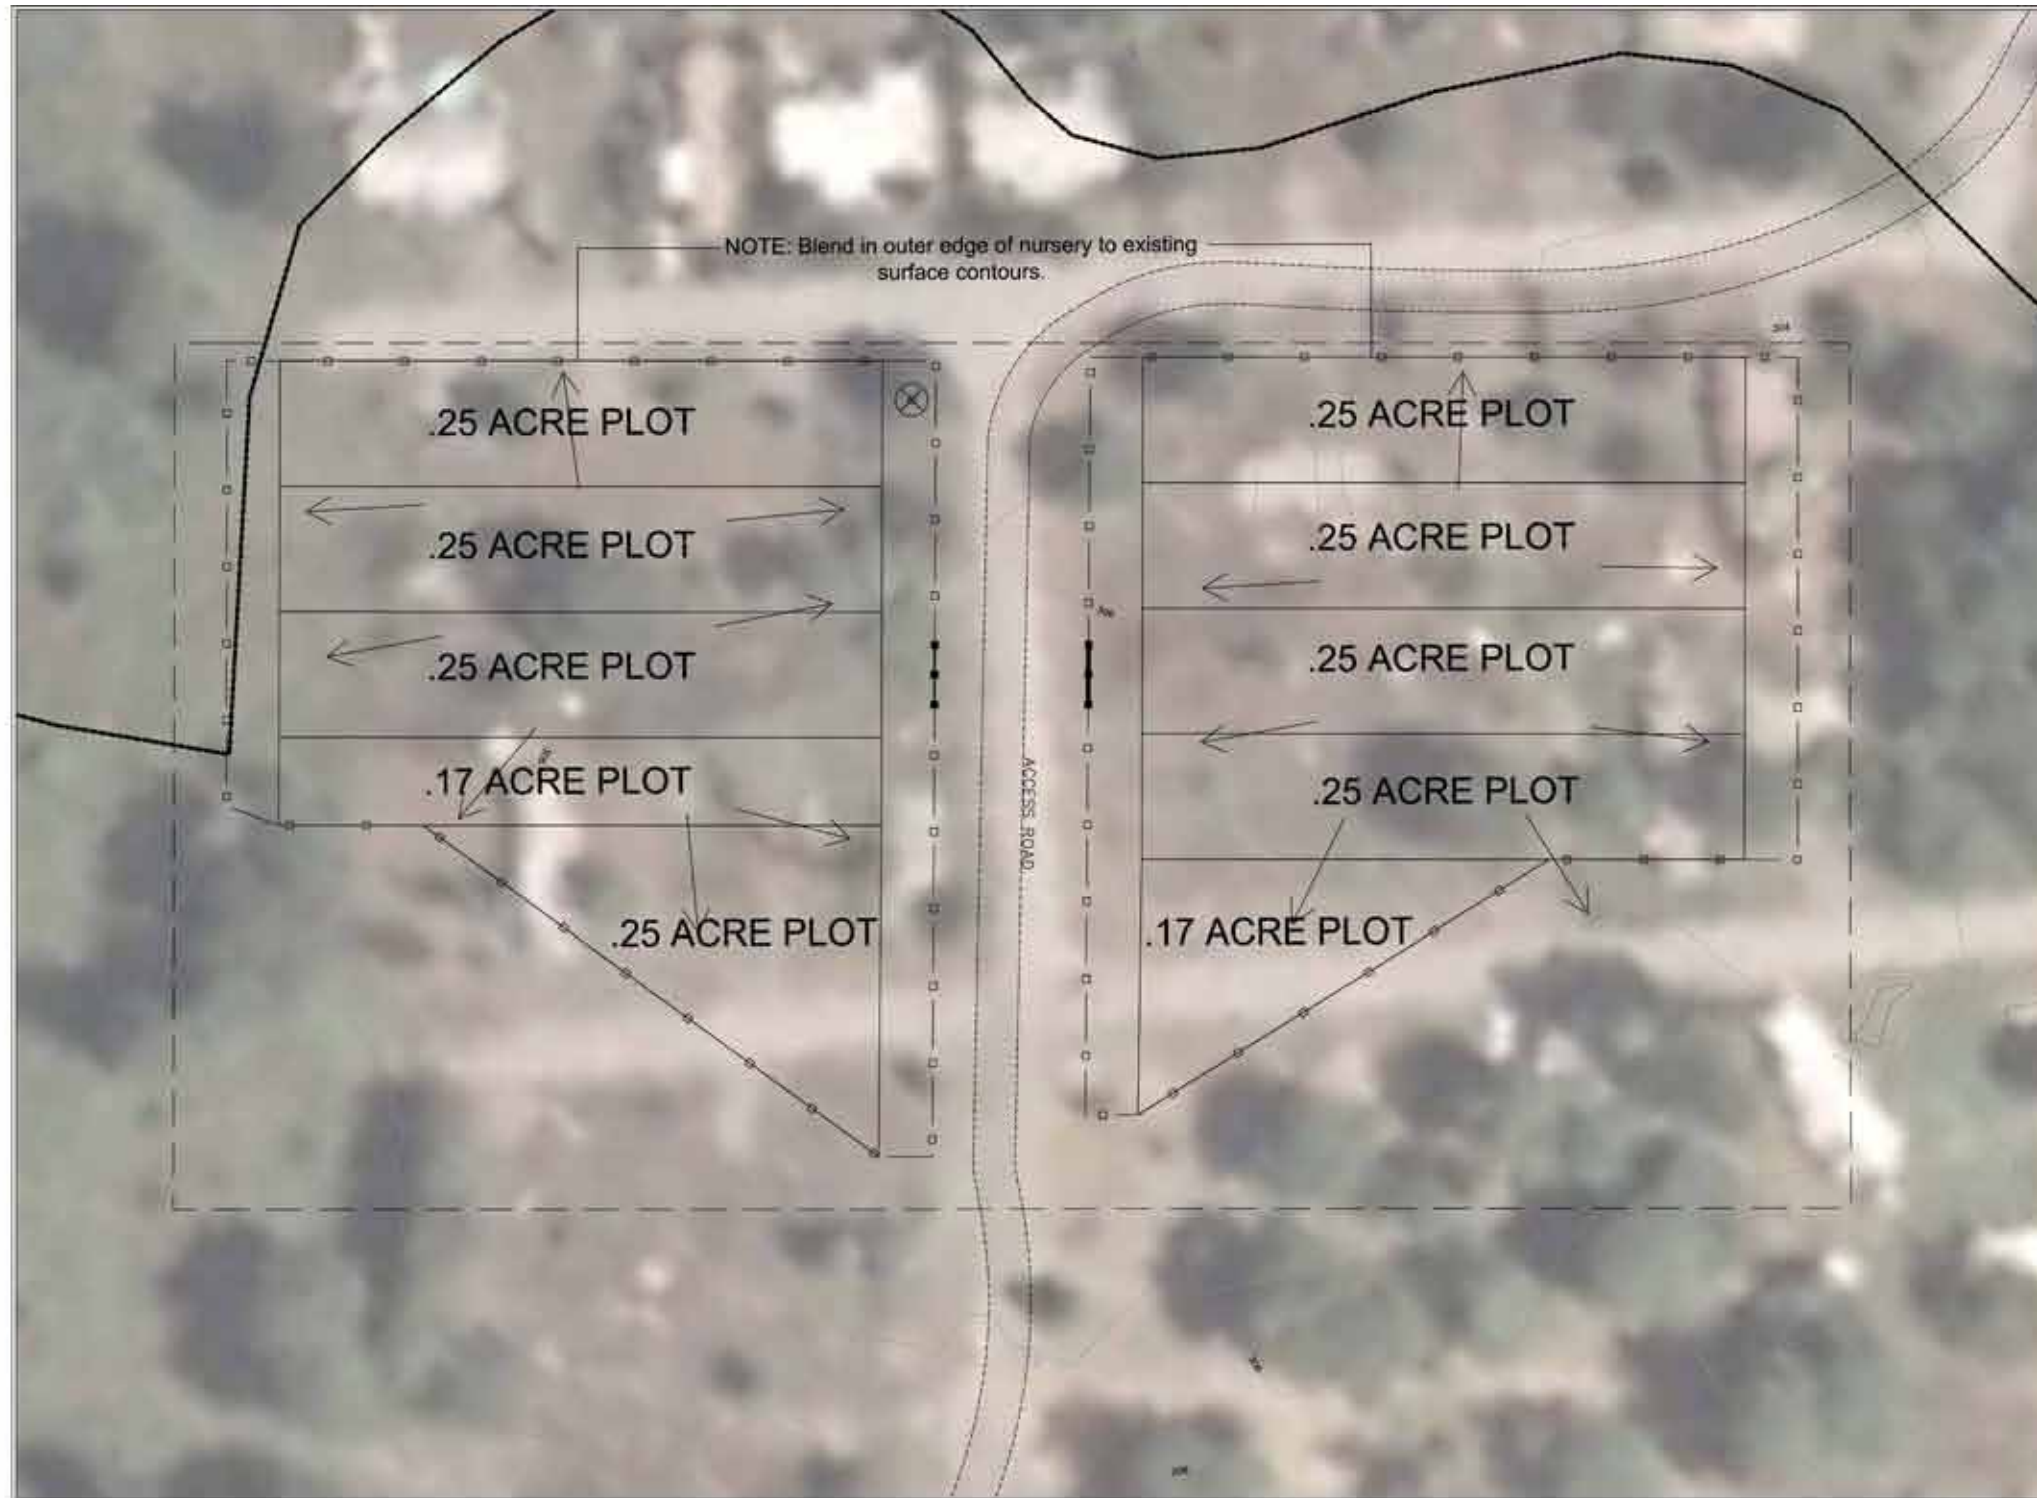 NOTE: Blend in outer edge of nursery to existing
surface contours.
.25 ACRE PLOT
.25 ACRE PLOT
.25 ACRE PLOT
.17 ACRE PLOT
.25 ACRE PLOT
ACCESS ROAD
.25 ACRE PLOT
.25 ACRE PLOT
.25 ACRE PLOT
.25 ACRE PLOT
.17 ACRE PLOT